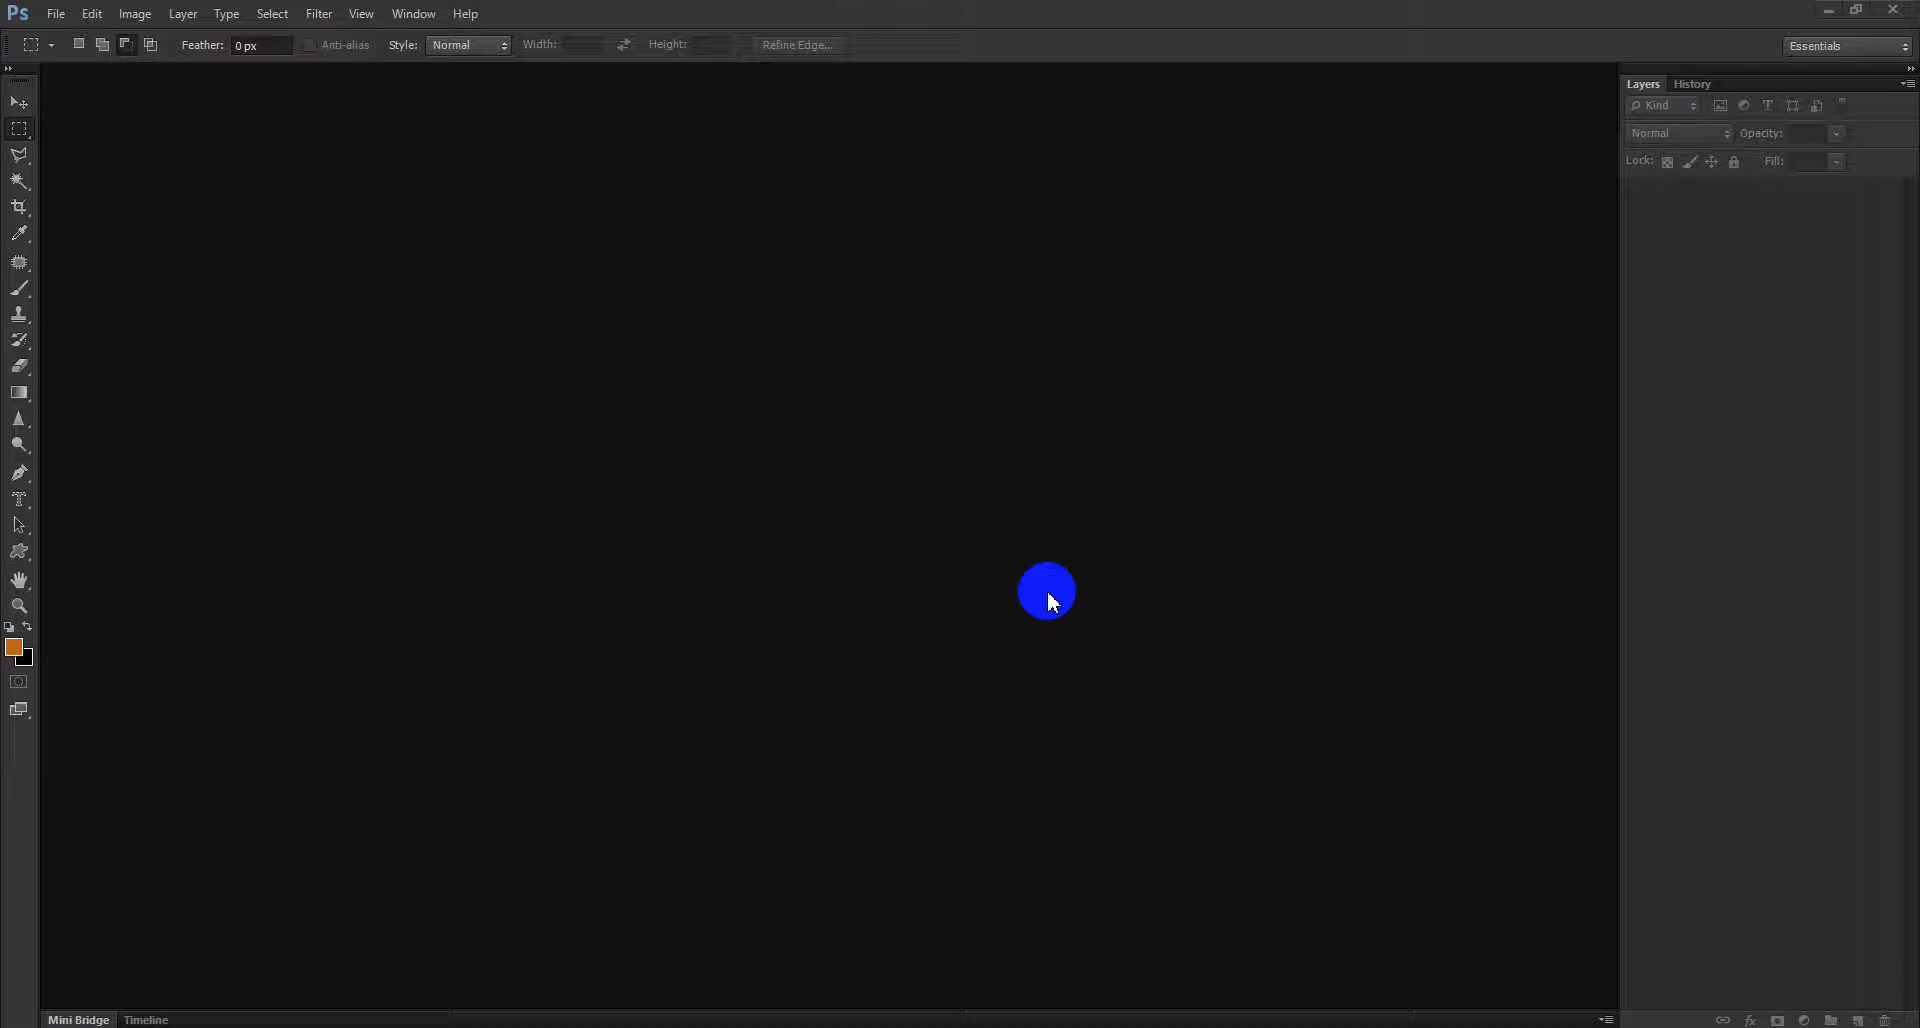 Ps File Edit Image Layer Type Select Filter View Window Help
Feather: 0 px Anti-alias Style: Normal Width: Height: Refine Edge... Essentials
Layers History
Kind
Normal Opacity:
Lock: Fill:
Mini Bridge Timeline